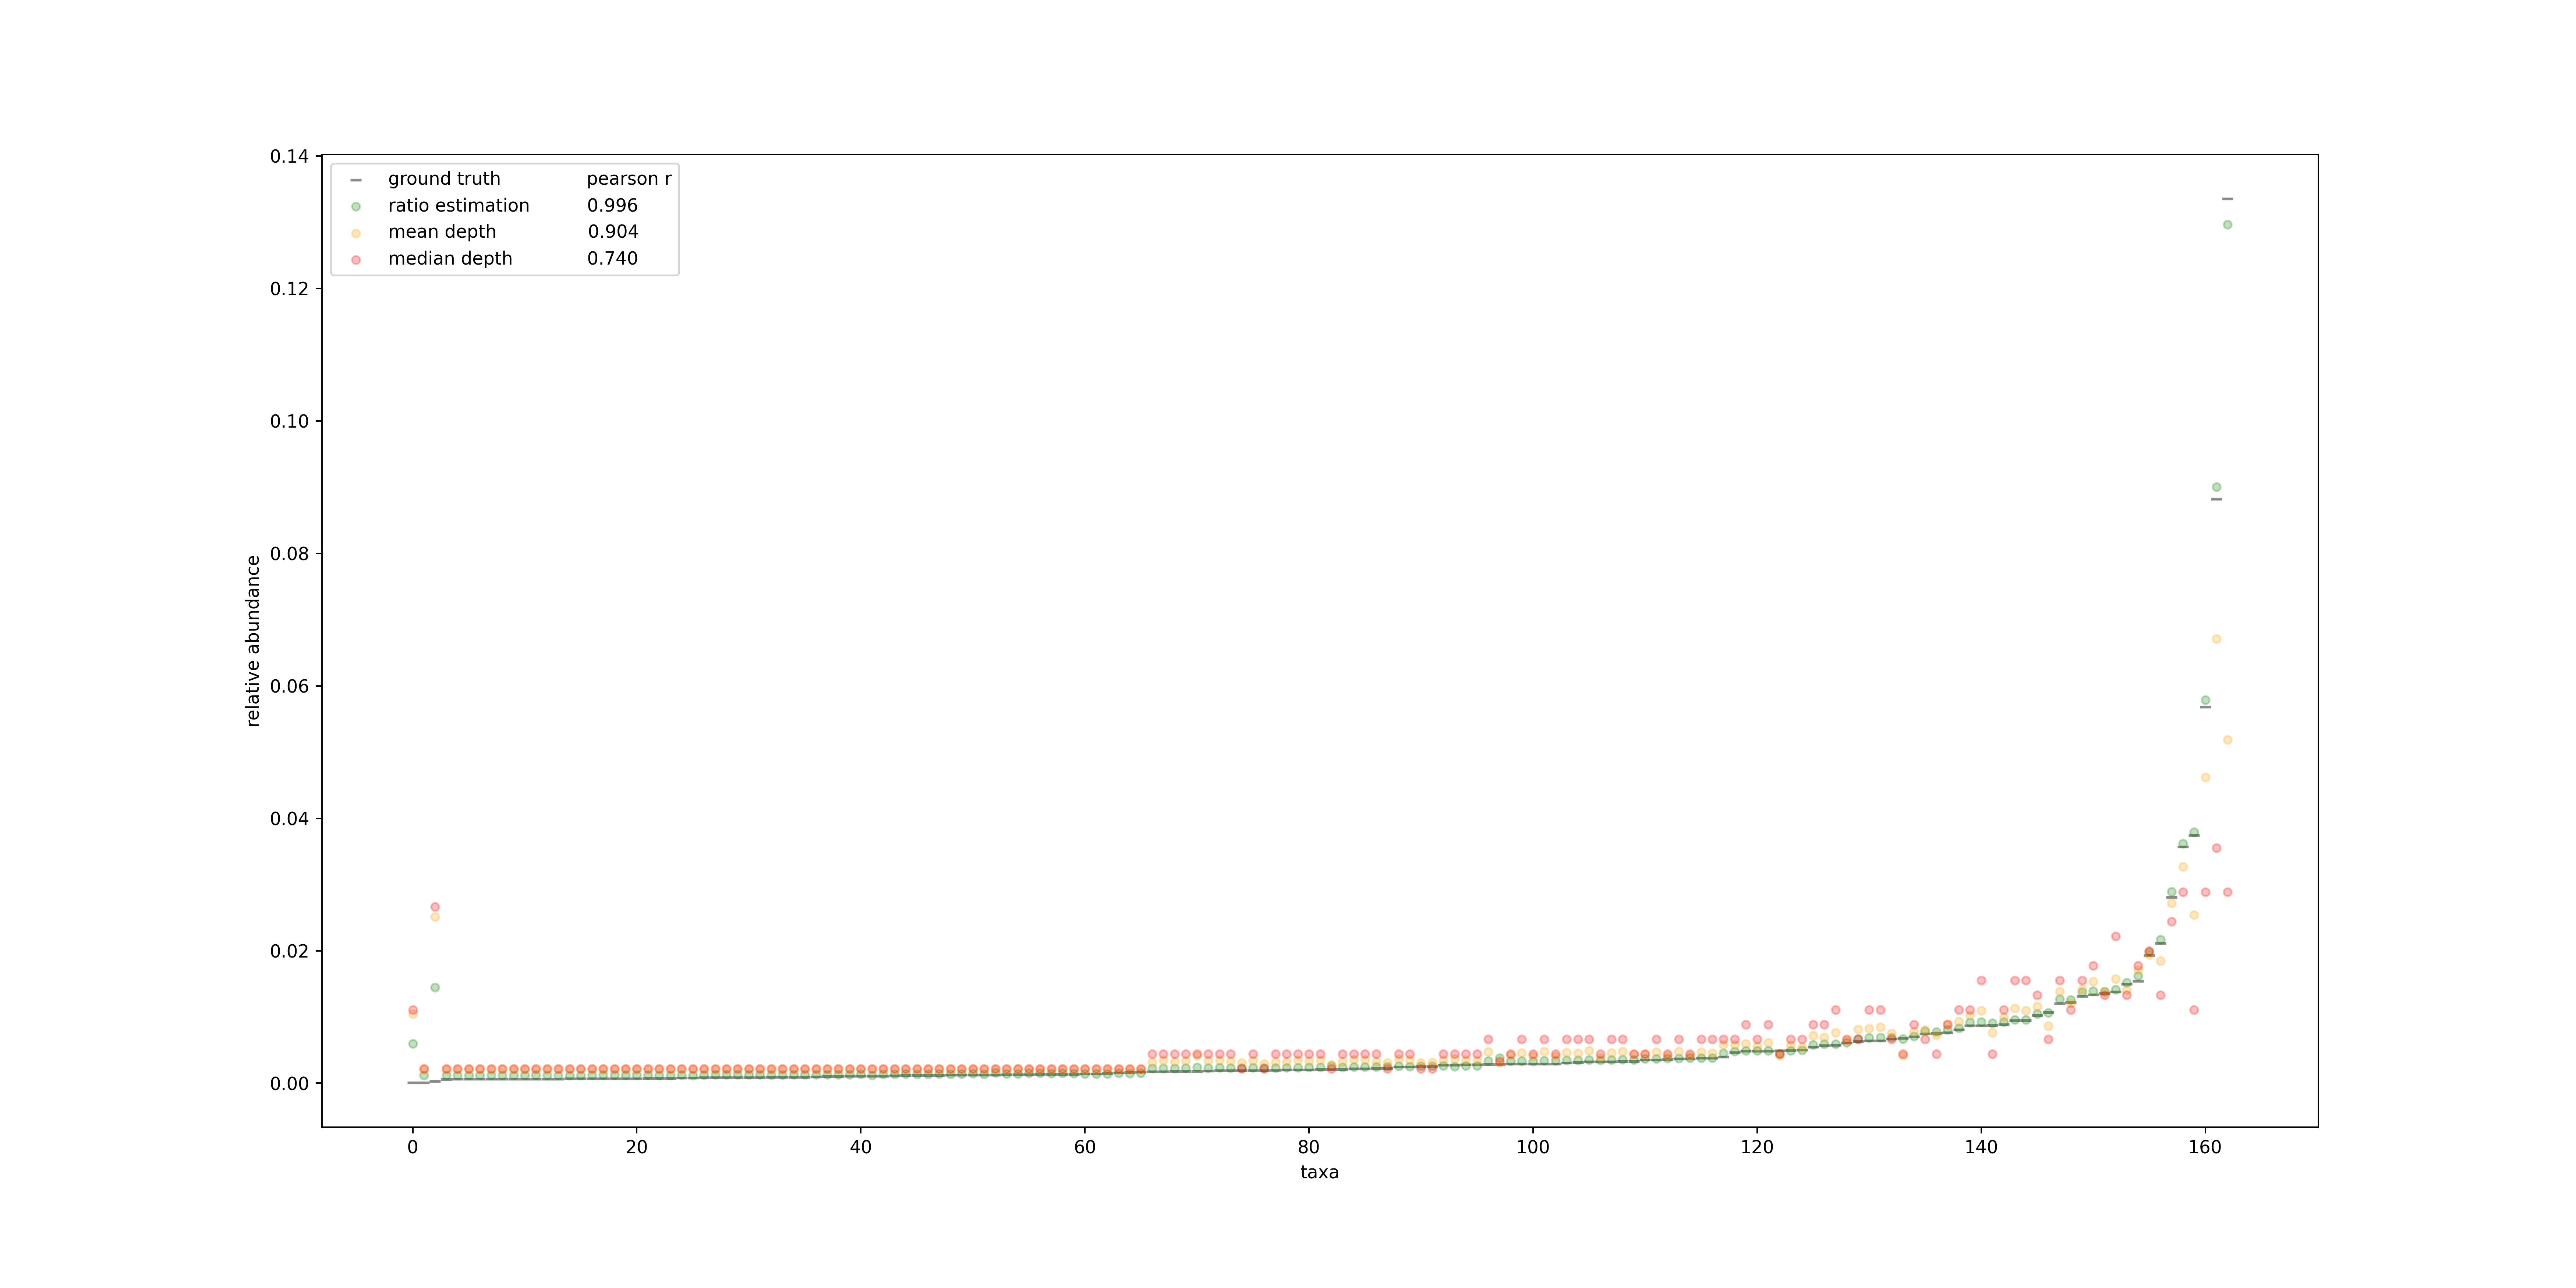 ground truth pearson r
ratio estimation 0.996
mean depth 0.904
median depth 0.740
0.14
0.12
0.10
0.08
0.06
0.04
0.02
0.00
relative abundance
0 20 40 60 80 100 120 140 160
taxa